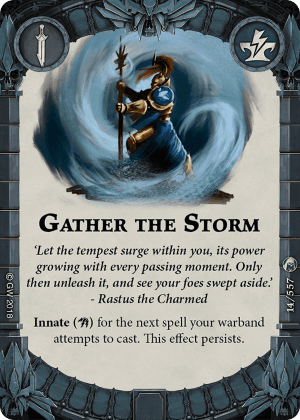 GATHER THE STORM
‘Let the tempest surge within you, its power
growing with every passing moment. Only
then unleash it, and see your foes swept aside.’
- Rastus the Charmed
Innate () for the next spell your warband
attempts to cast. This effect persists.
© GW 2018
14/557